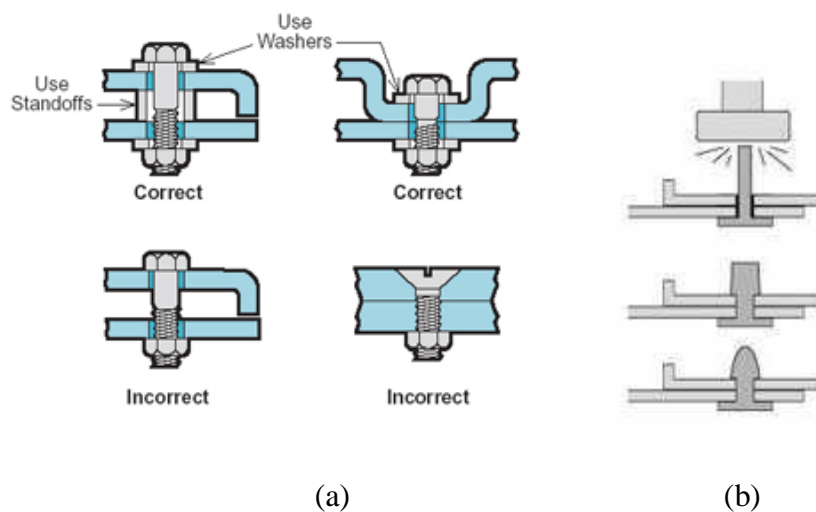 Use
Washers
Use
Standoffs
Correct
Correct
Incorrect
Incorrect
(a)
(b)